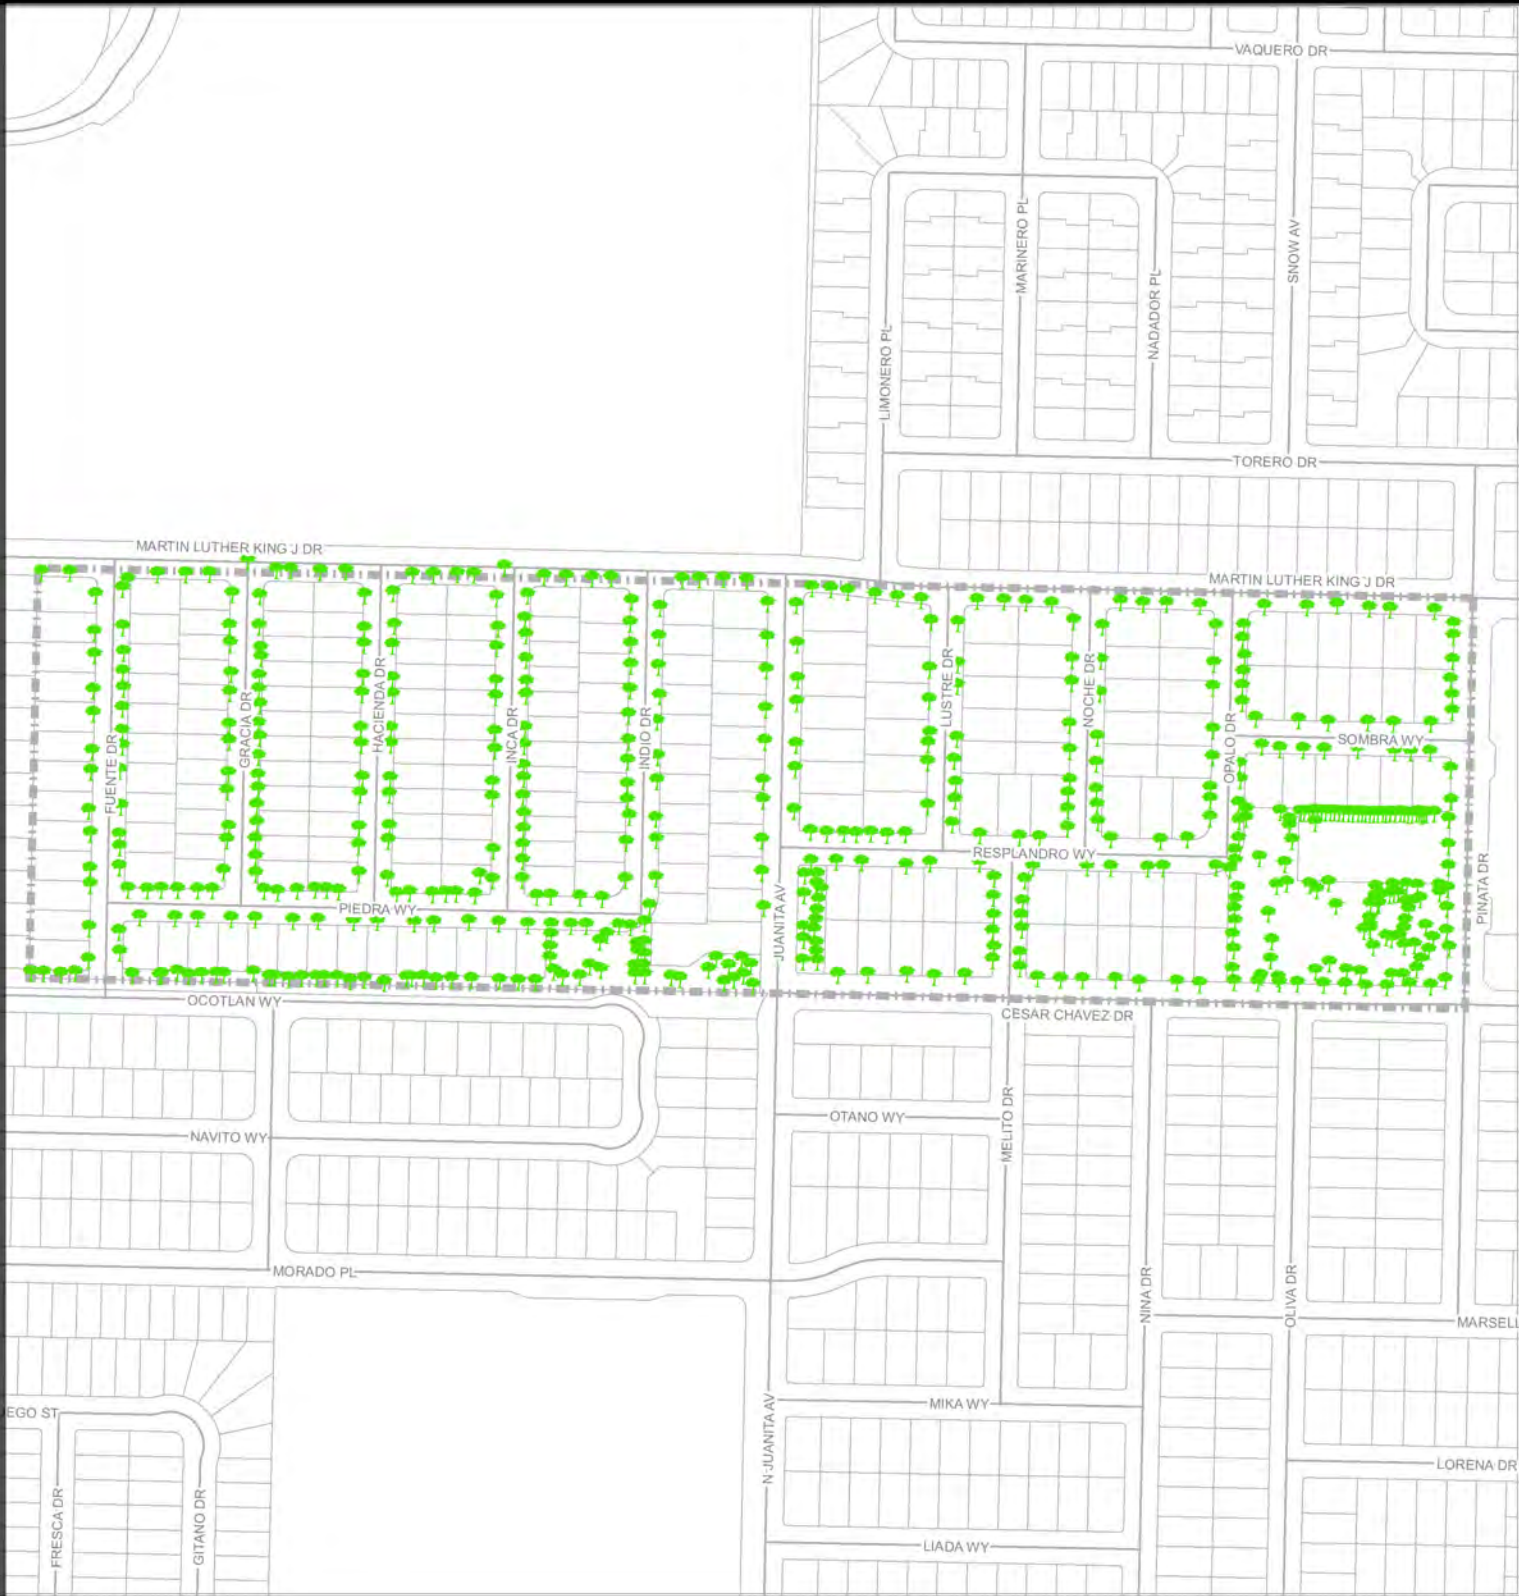 VAQUERO DR
MARINERO PL
SNOW AV
NADADOR PL
LIMONERO PL
TORERO DR
MARTIN LUTHER KING J DR
MARTIN LUTHER KING J DR
LUSTRE DR
NOCHE DR
HACIENDA DR
GRACIA DR
INCA DR
INDIO DR
FUENTE DR
OPALO DR
SOMBRA WY
RESPLANDRO WY
PINATA DR
PIEDRA WY
JUANITA AV
OCOTLAN WY
CESAR CHAVEZ DR
OTANO WY
MELITO DR
NAVITO WY
MORADO PL
NINA DR
OLIVA DR
MARSELL
MIKA WY
EGO ST
N JUANITA AV
LORENA DR
FRESCA DR
GITANO DR
LIADA WY